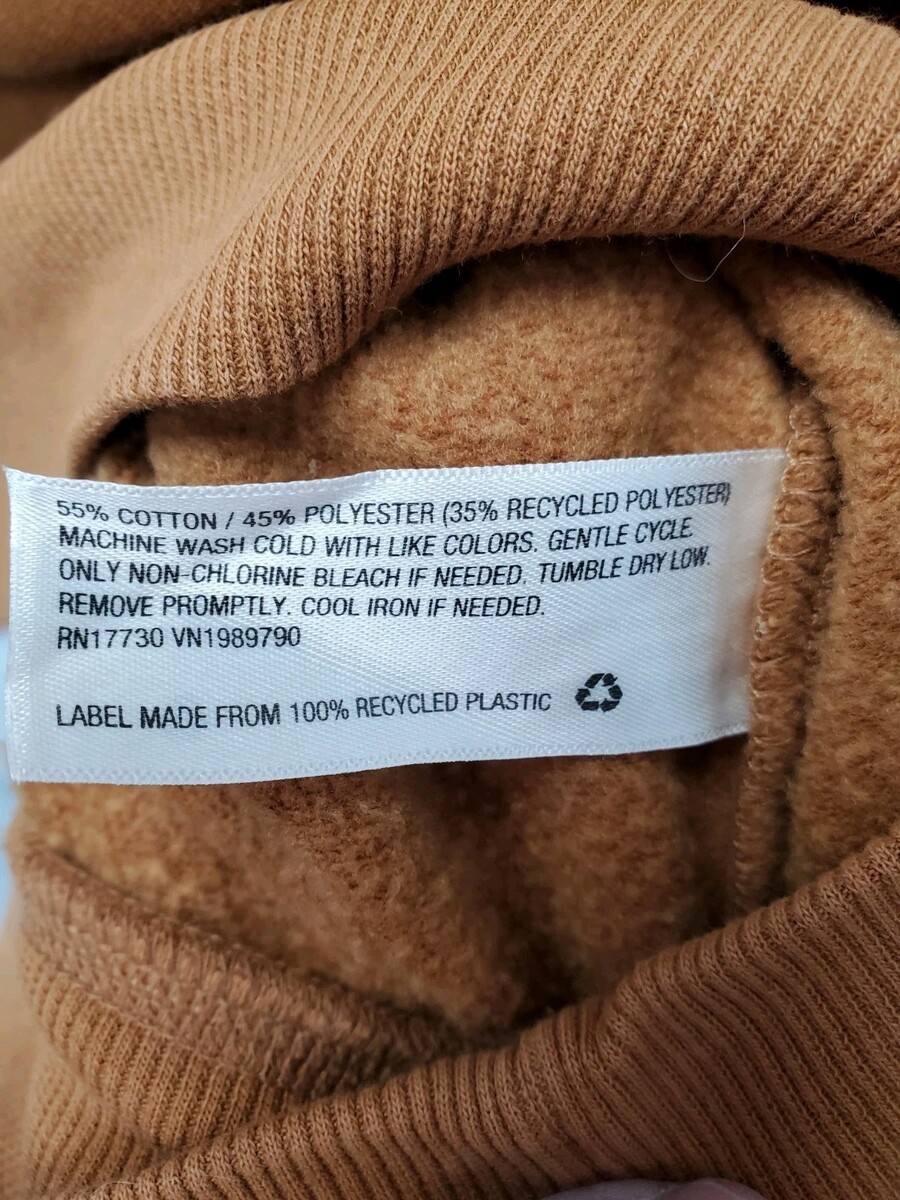 55% COTTON / 45% POLYESTER (35% RECYCLED POLYESTER)
MACHINE WASH COLD WITH LIKE COLORS. GENTLE CYCLE.
ONLY NON-CHLORINE BLEACH IF NEEDED. TUMBLE DRY LOW.
REMOVE PROMPTLY. COOL IRON IF NEEDED.
RN17730 VN1989790
LABEL MADE FROM 100% RECYCLED PLASTIC